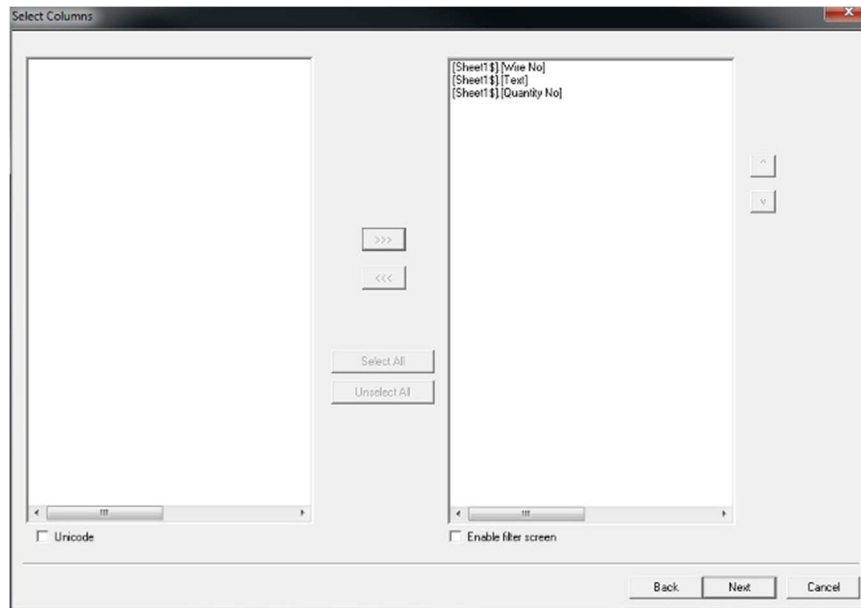 Select Columns
[Sheet1$].[Wire No]
[Sheet1$].[Text]
[Sheet1$].[Quantity No]
^
v
>>>
<<<
Select All
Unselect All
Unicode
Enable filter screen
Back
Next
Cancel